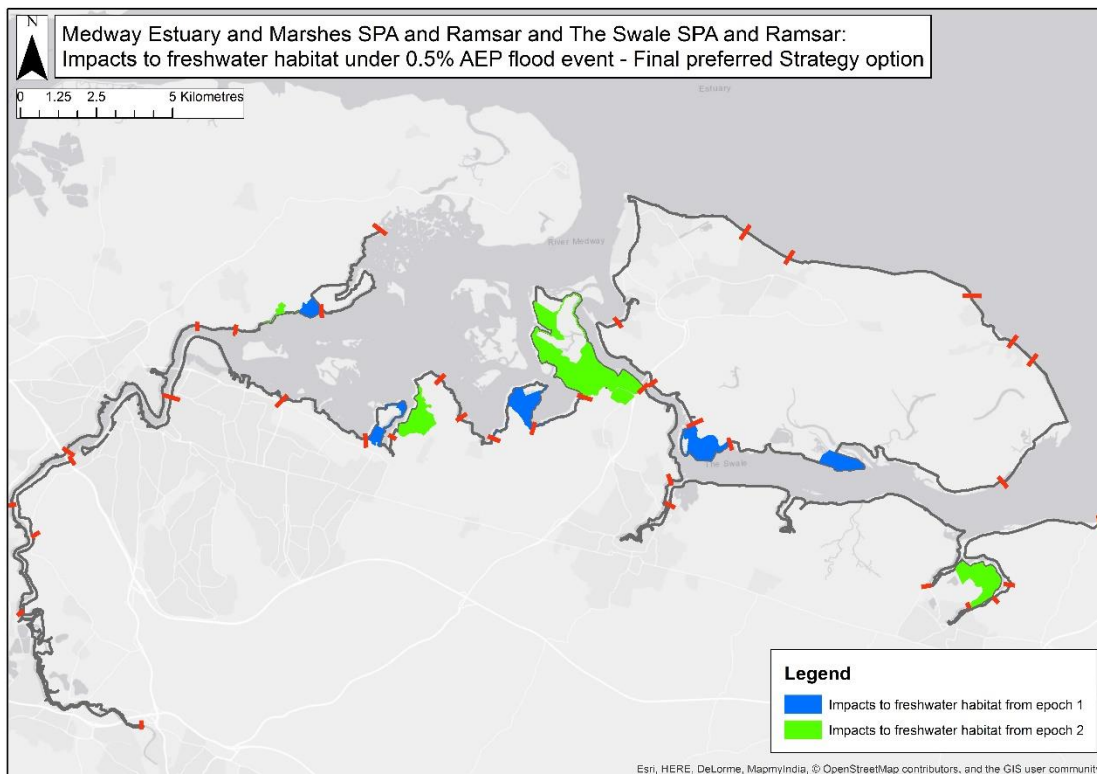 N
Medway Estuary and Marshes SPA and Ramsar and The Swale SPA and Ramsar:
Impacts to freshwater habitat under 0.5% AEP flood event - Final preferred Strategy option
0 1.25 2.5 5 Kilometres
Estuary
River Medway
The Swale
Legend
Impacts to freshwater habitat from epoch 1
Impacts to freshwater habitat from epoch 2
Esri, HERE, DeLorme, MapmyIndia, © OpenStreetMap contributors, and the GIS user community